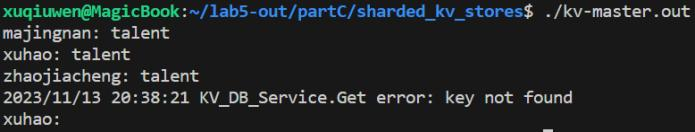 xuqiuwen@MagicBook:~/lab5-out/partC/sharded_kv_stores$ ./kv-master.out
majingnan: talent
xuhao: talent
zhaojiacheng: talent
2023/11/13 20:38:21 KV_DB_Service.Get error: key not found
xuhao: